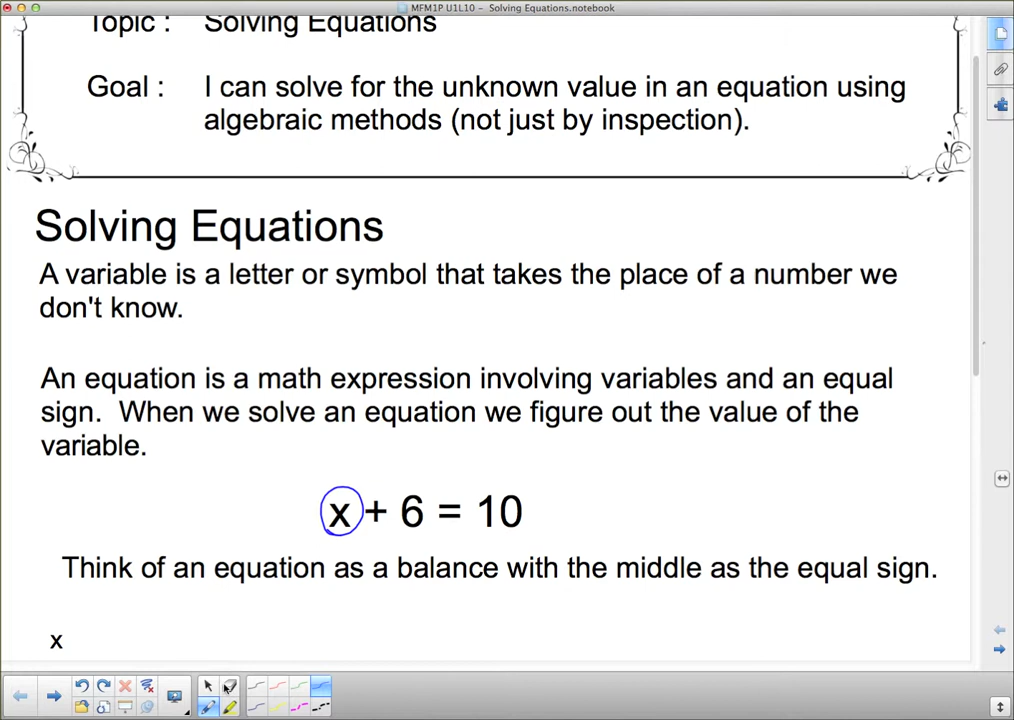 MFM1P U1L10 – Solving Equations.notebook
Topic : Solving Equations
Goal : I can solve for the unknown value in an equation using
algebraic methods (not just by inspection).
Solving Equations
A variable is a letter or symbol that takes the place of a number we
don't know.
An equation is a math expression involving variables and an equal
sign. When we solve an equation we figure out the value of the
variable.
x + 6 = 10
Think of an equation as a balance with the middle as the equal sign.
x